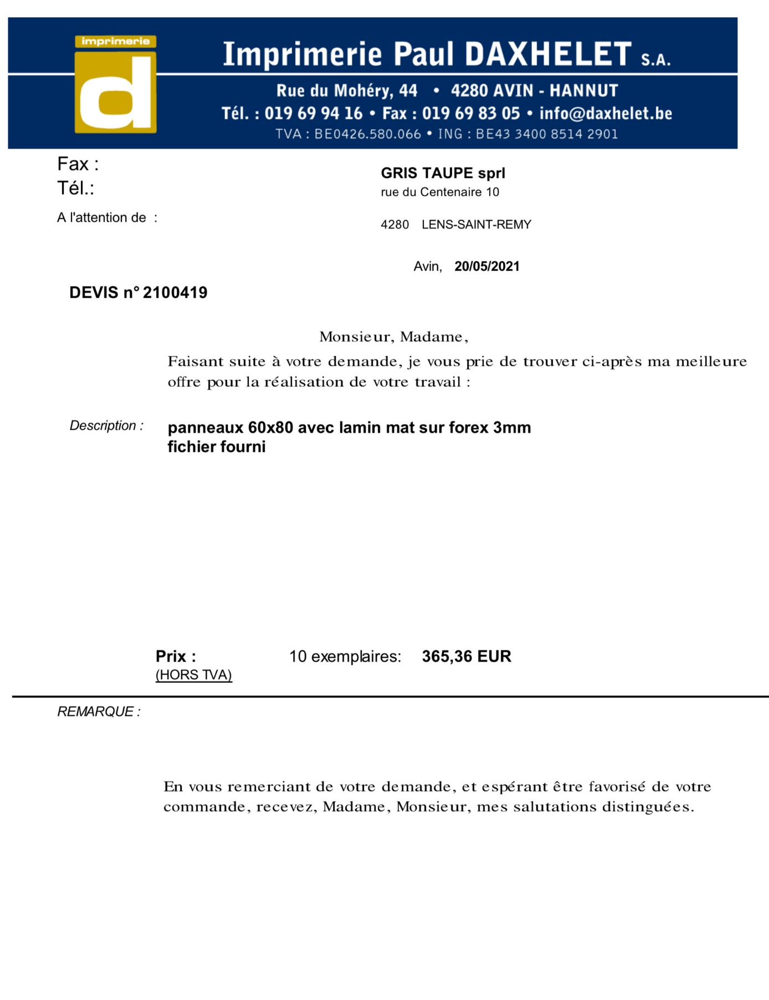 imprimerie
d
Imprimerie Paul DAXHELET S.A.
Rue du Mohéry, 44 • 4280 AVIN - HANNUT
Tél. : 019 69 94 16 • Fax : 019 69 83 05 • info@daxhelet.be
TVA : BE0426.580.066 • ING : BE43 3400 8514 2901
Fax :
Tél.:
A l'attention de :
GRIS TAUPE sprl
rue du Centenaire 10
4280 LENS-SAINT-REMY
Avin, 20/05/2021
DEVIS n° 2100419
Monsieur, Madame,
Faisant suite à votre demande, je vous prie de trouver ci-après ma meilleure
offre pour la réalisation de votre travail :
Description : panneaux 60x80 avec lamin mat sur forex 3mm
fichier fourni
Prix : 10 exemplaires: 365,36 EUR
(HORS TVA)
REMARQUE :
En vous remerciant de votre demande, et espérant être favorisé de votre
commande, recevez, Madame, Monsieur, mes salutations distinguées.